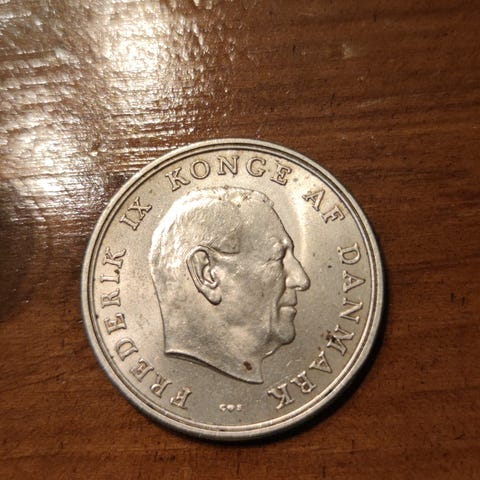 FREDERIK IX KONGE AF DANMARK
C♥S